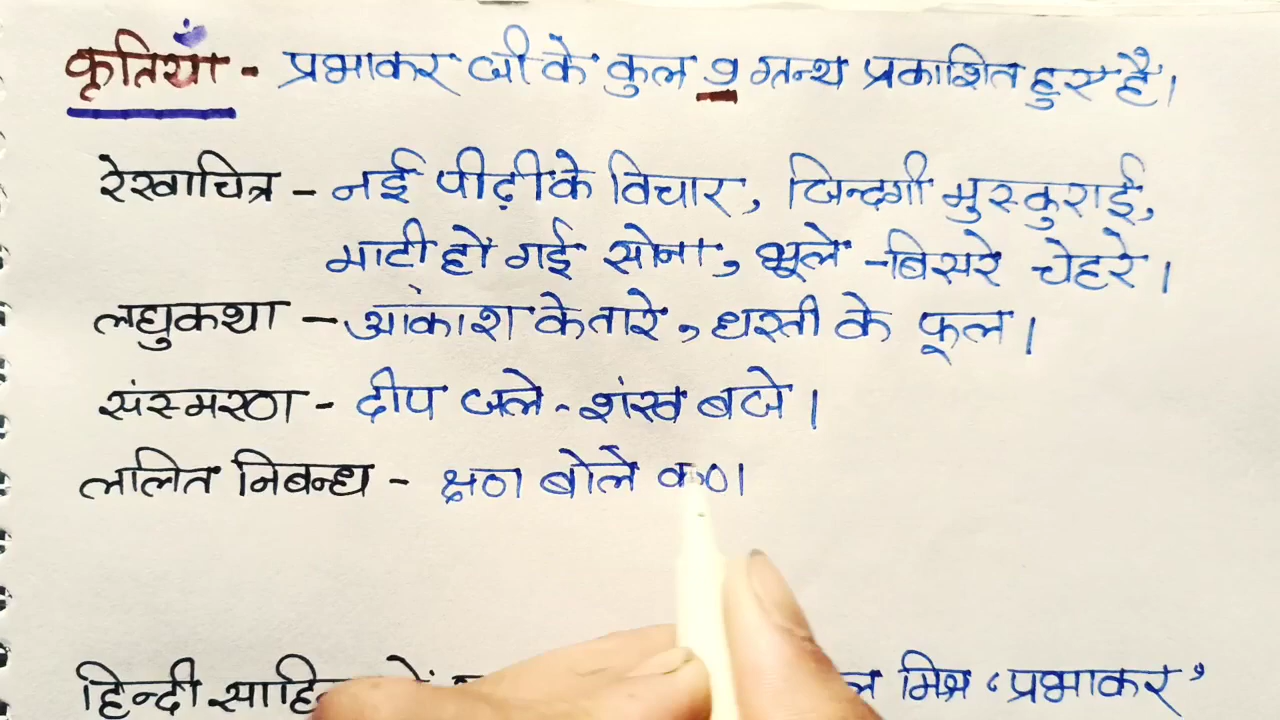 कृतियाँ - प्रभाकर जी के कुल 9 ग्रन्थ प्रकाशित हुए है।
रेखाचित्र - नई पीढ़ी के विचार, जिन्दगी मुस्कुराई,
माटी हो गई सोना, भूले - बिसरे चेहरे।
लघुकथा - आकाश के तारे, धरती के फूल।
संस्मरण - दीप जले - शंख बजे।
ललित निबन्ध - क्षण बोले कण
हिन्दी मिश्र ‘प्रभाकर’